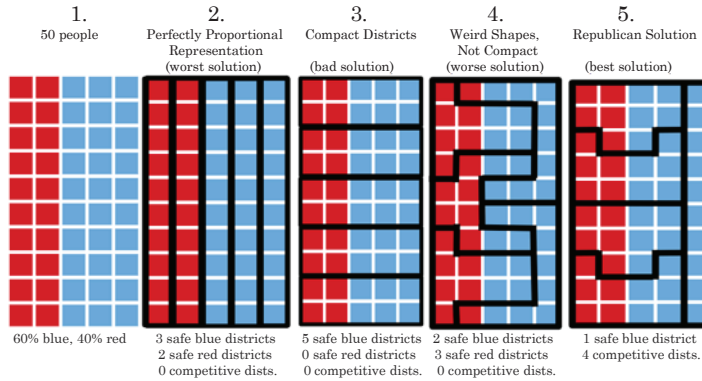 1.
50 people
60% blue, 40% red
2.
Perfectly Proportional
Representation
(worst solution)
3 safe blue districts
2 safe red districts
0 competitive dists.
3.
Compact Districts
(bad solution)
5 safe blue districts
0 safe red districts
0 competitive dists.
4.
Weird Shapes,
Not Compact
(worse solution)
2 safe blue districts
3 safe red districts
0 competitive dists.
5.
Republican Solution
(best solution)
1 safe blue district
4 competitive dists.